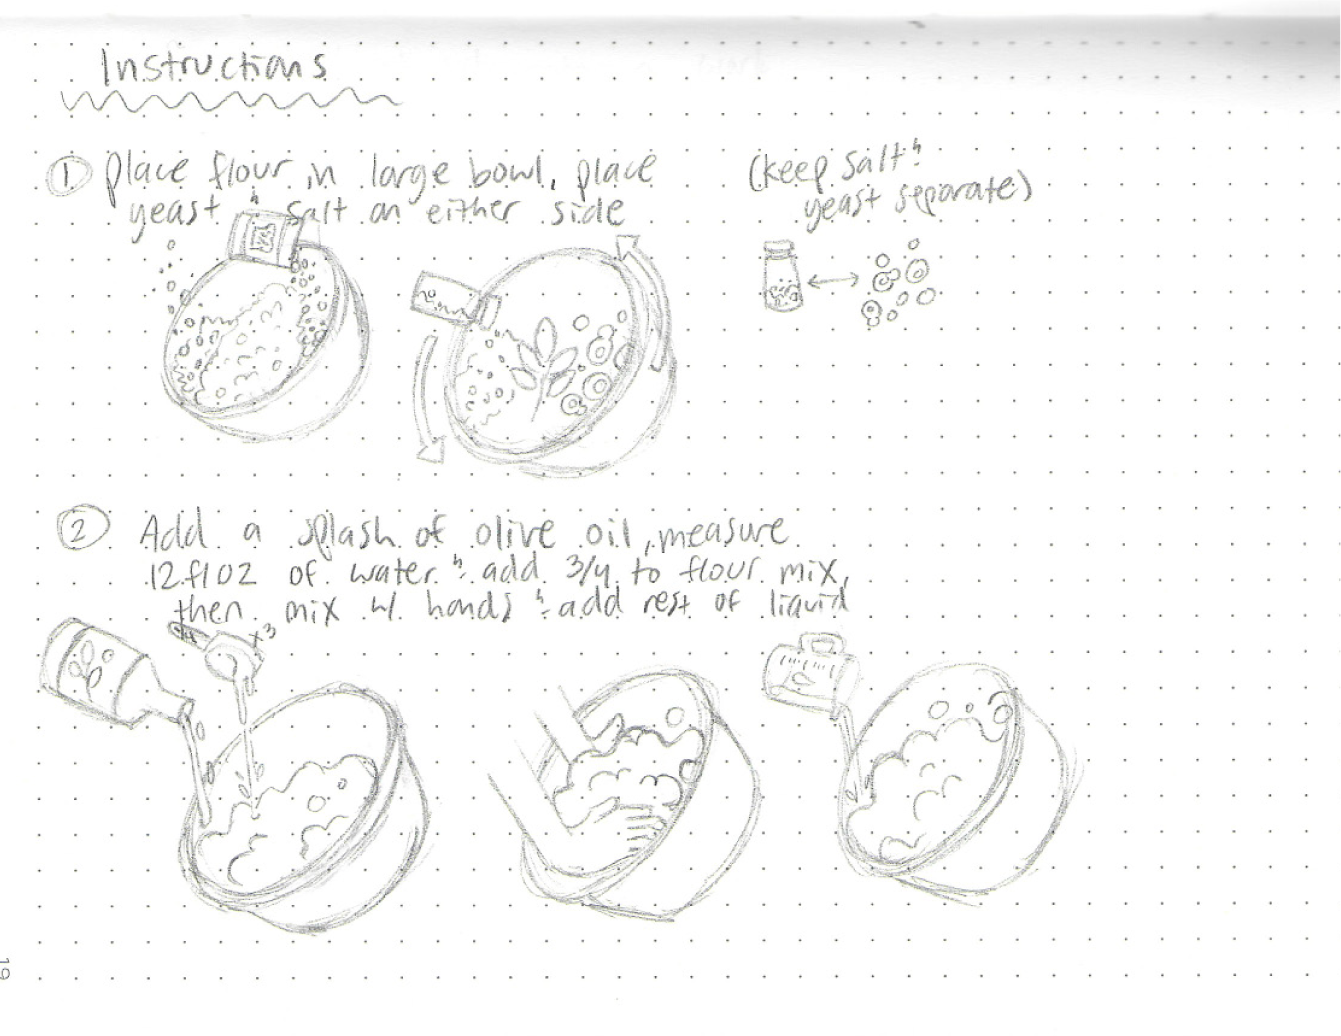 Instructions
① Place flour in large bowl, place
yeast & salt on either side
(keep salt &
yeast separate)
② Add a splash of olive oil, measure
12 fl oz of water & add 3/4 to flour mix,
then mix w/ hands & add rest of liquid
x3
19